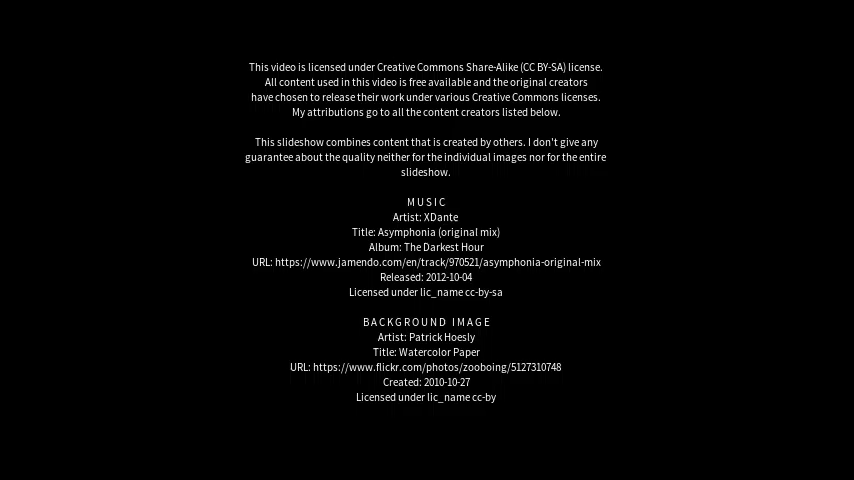 This video is licensed under Creative Commons Share-Alike (CC BY-SA) license.
All content used in this video is free available and the original creators
have chosen to release their work under various Creative Commons licenses.
My attributions go to all the content creators listed below.
This slideshow combines content that is created by others. I don't give any
guarantee about the quality neither for the individual images nor for the entire
slideshow.
MUSIC
Artist: XDante
Title: Asymphonia (original mix)
Album: The Darkest Hour
URL: https://www.jamendo.com/en/track/970521/asymphonia-original-mix
Released: 2012-10-04
Licensed under lic_name cc-by-sa
BACKGROUND IMAGE
Artist: Patrick Hoesly
Title: Watercolor Paper
URL: https://www.flickr.com/photos/zooboing/5127310748
Created: 2010-10-27
Licensed under lic_name cc-by